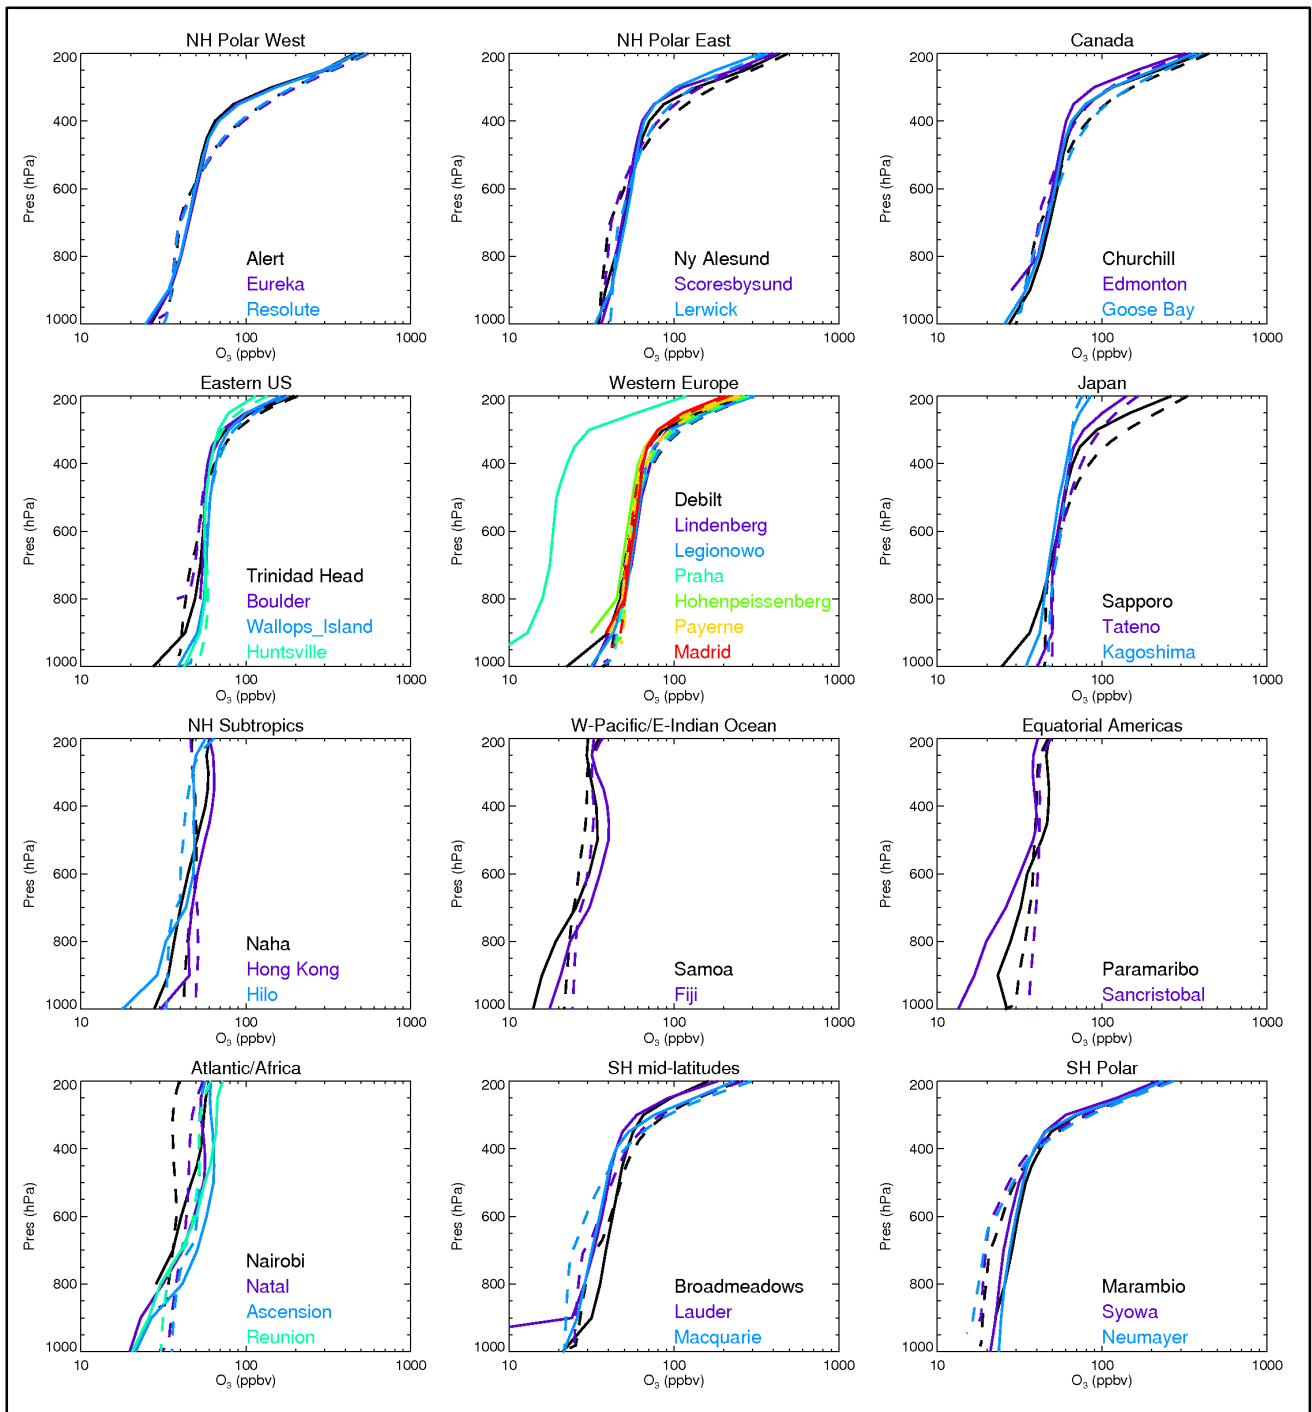 NH Polar West
NH Polar East
Canada
200
400
600
800
1000
Pres (hPa)
Alert
Eureka
Resolute
10
100
1000
O3 (ppbv)
200
400
600
800
1000
Pres (hPa)
Ny Alesund
Scoresbysund
Lerwick
10
100
1000
O3 (ppbv)
200
400
600
800
1000
Pres (hPa)
Churchill
Edmonton
Goose Bay
10
100
1000
O3 (ppbv)
Eastern US
Western Europe
Japan
200
400
600
800
1000
Pres (hPa)
Trinidad Head
Boulder
Wallops_Island
Huntsville
10
100
1000
O3 (ppbv)
200
400
600
800
1000
Pres (hPa)
Debilt
Lindenberg
Legionowo
Praha
Hohenpeissenberg
Payerne
Madrid
10
100
1000
O3 (ppbv)
200
400
600
800
1000
Pres (hPa)
Sapporo
Tateno
Kagoshima
10
100
1000
O3 (ppbv)
NH Subtropics
W-Pacific/E-Indian Ocean
Equatorial Americas
200
400
600
800
1000
Pres (hPa)
Naha
Hong Kong
Hilo
10
100
1000
O3 (ppbv)
200
400
600
800
1000
Pres (hPa)
Samoa
Fiji
10
100
1000
O3 (ppbv)
200
400
600
800
1000
Pres (hPa)
Paramaribo
Sancristobal
10
100
1000
O3 (ppbv)
Atlantic/Africa
SH mid-latitudes
SH Polar
200
400
600
800
1000
Pres (hPa)
Nairobi
Natal
Ascension
Reunion
10
100
1000
O3 (ppbv)
200
400
600
800
1000
Pres (hPa)
Broadmeadows
Lauder
Macquarie
10
100
1000
O3 (ppbv)
200
400
600
800
1000
Pres (hPa)
Marambio
Syowa
Neumayer
10
100
1000
O3 (ppbv)